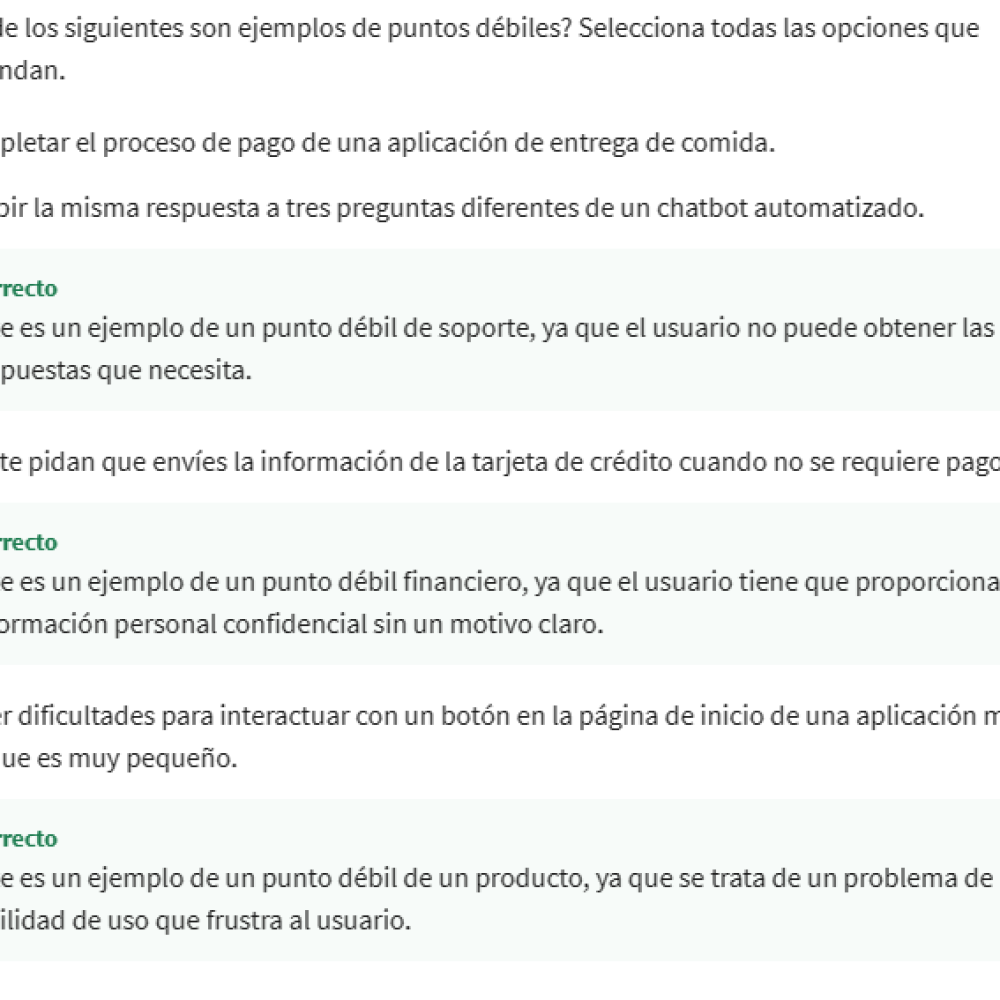 de los siguientes son ejemplos de puntos débiles? Selecciona todas las opciones que
ndan.
pletar el proceso de pago de una aplicación de entrega de comida.
bir la misma respuesta a tres preguntas diferentes de un chatbot automatizado.
rrecto
e es un ejemplo de un punto débil de soporte, ya que el usuario no puede obtener las
puestas que necesita.
te pidan que envíes la información de la tarjeta de crédito cuando no se requiere pago
rrecto
e es un ejemplo de un punto débil financiero, ya que el usuario tiene que proporciona
ormación personal confidencial sin un motivo claro.
er dificultades para interactuar con un botón en la página de inicio de una aplicación m
ue es muy pequeño.
rrecto
e es un ejemplo de un punto débil de un producto, ya que se trata de un problema de
ilidad de uso que frustra al usuario.